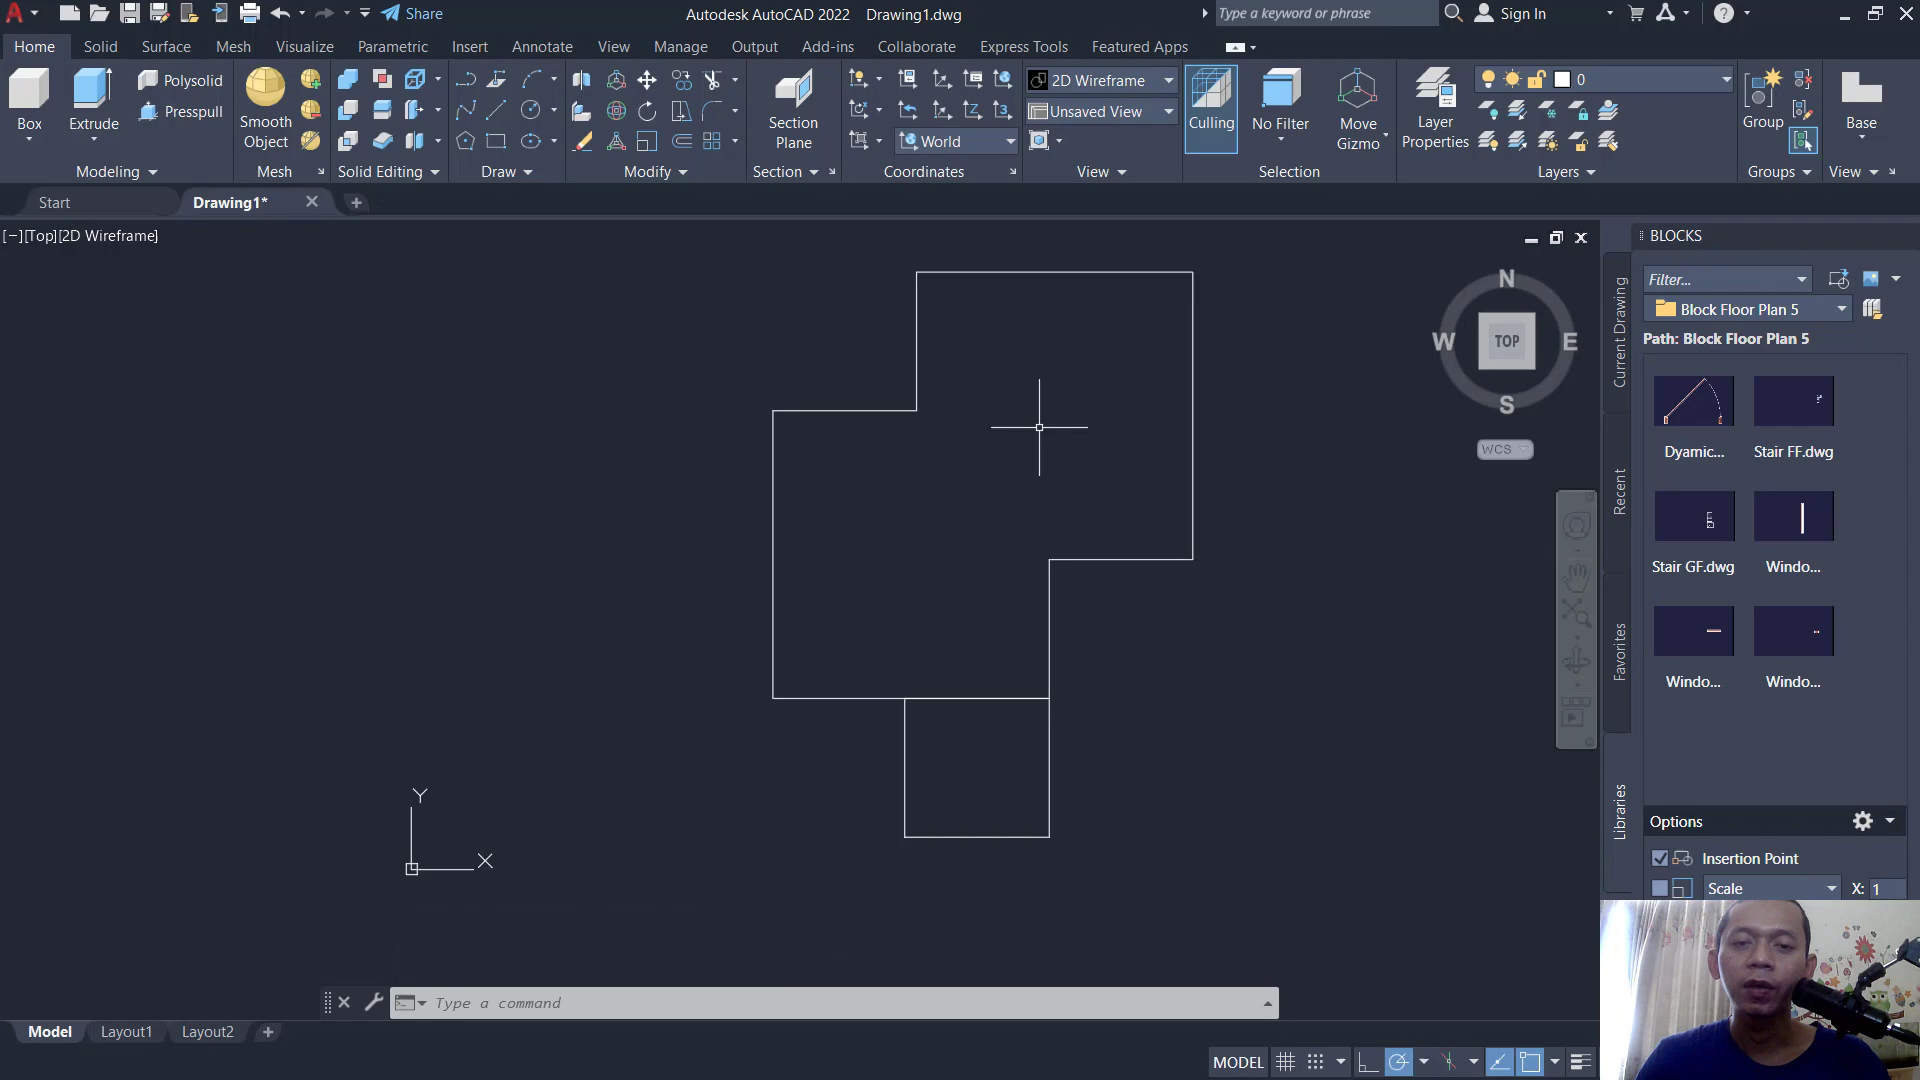 Share
Autodesk AutoCAD 2022 Drawing1.dwg
Type a keyword or phrase
Sign In
Home Solid Surface Mesh Visualize Parametric Insert Annotate View Manage Output Add-ins Collaborate Express Tools Featured Apps
Box
Extrude
Polysolid
Presspull
Smooth
Object
Section
Plane
World
2D Wireframe
Unsaved View
Culling
No Filter
Move
Gizmo
Layer
Properties
0
Group
Base
Modeling Mesh Solid Editing Draw Modify Section Coordinates View Selection Layers Groups View
Start
Drawing1*
[−][Top][2D Wireframe]
N
W
TOP
E
S
WCS
Y
X
BLOCKS
Filter...
Block Floor Plan 5
Path: Block Floor Plan 5
Current Drawing
Recent
Favorites
Libraries
Dyamic...
Stair FF.dwg
Stair GF.dwg
Windo...
Windo...
Windo...
Options
Insertion Point
Scale
X: 1
Type a command
Model Layout1 Layout2
MODEL